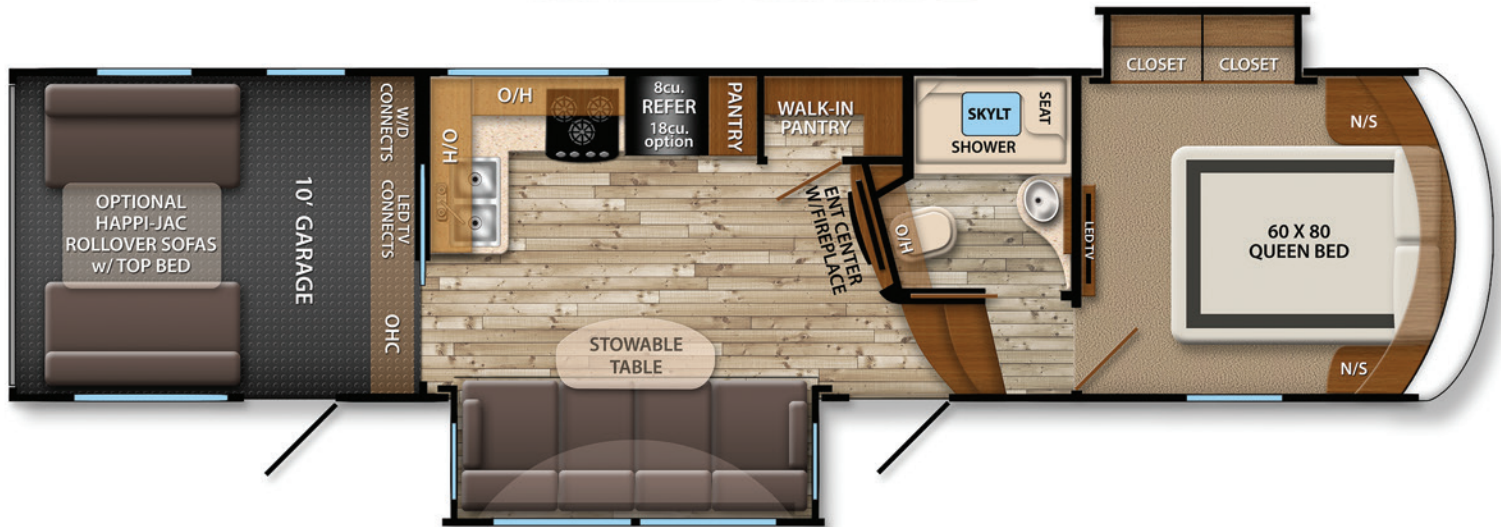 OPTIONAL
HAPPI-JAC
ROLLOVER SOFAS
w/ TOP BED
10' GARAGE
W/D
CONNECTS
LED TV
CONNECTS
OHC
O/H
O/H
8cu.
REFER
18cu.
option
PANTRY
WALK-IN
PANTRY
ENT CENTER
W/FIREPLACE
STOWABLE
TABLE
SKYLT
SEAT
SHOWER
O/H
LED TV
CLOSET
CLOSET
N/S
60 X 80
QUEEN BED
N/S